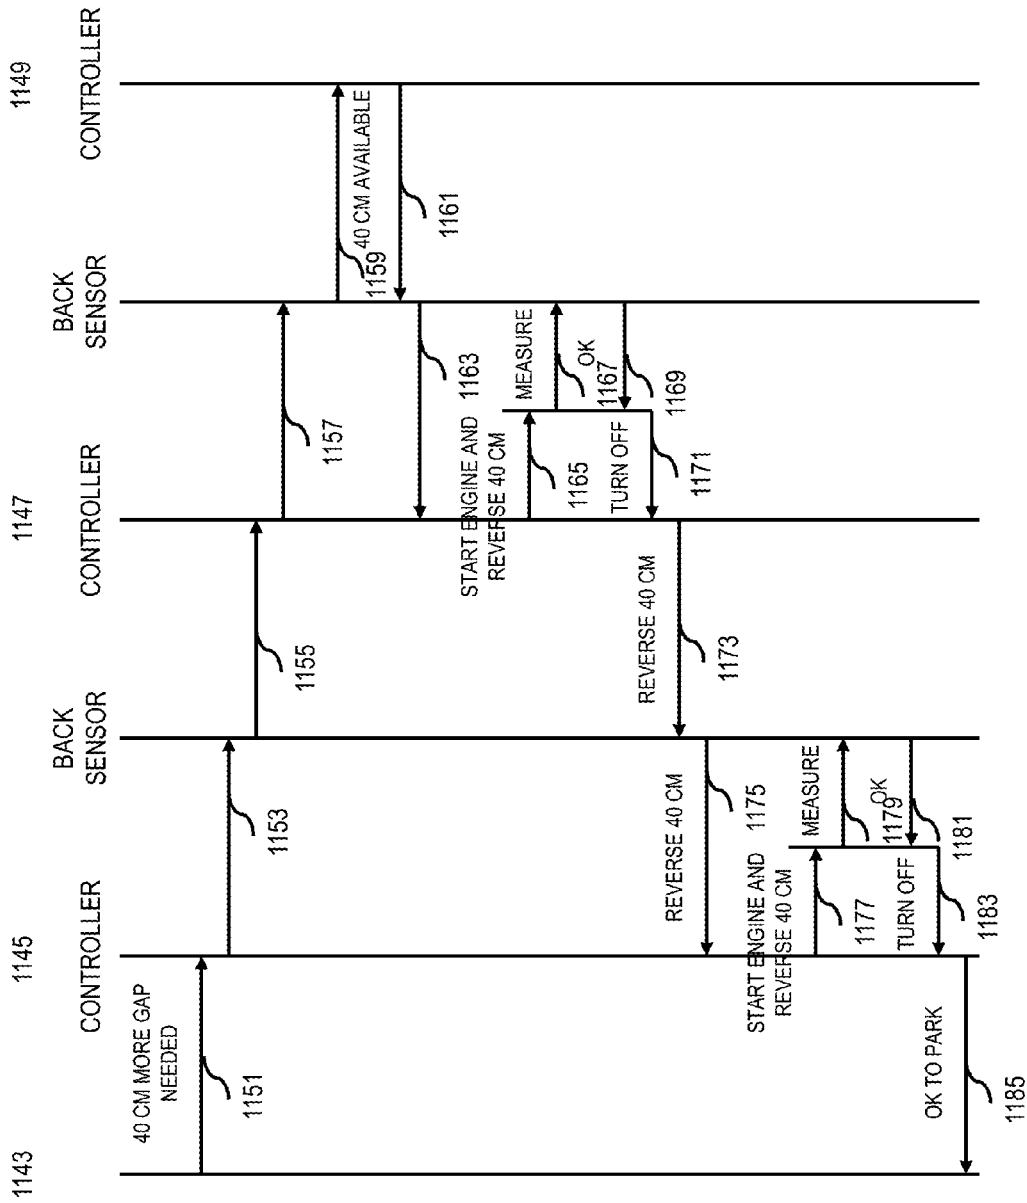 1143
1145
1147
1149
CONTROLLER
BACK
SENSOR
CONTROLLER
BACK
SENSOR
CONTROLLER
40 CM MORE GAP
NEEDED
1151
1153
1155
1157
1159
40 CM AVAILABLE
1161
1163
START ENGINE AND
REVERSE 40 CM
1165
MEASURE
1167
OK
1169
TURN OFF
1171
REVERSE 40 CM
1173
REVERSE 40 CM
1175
START ENGINE AND
REVERSE 40 CM
1177
MEASURE
1179
OK
1181
TURN OFF
1183
OK TO PARK
1185